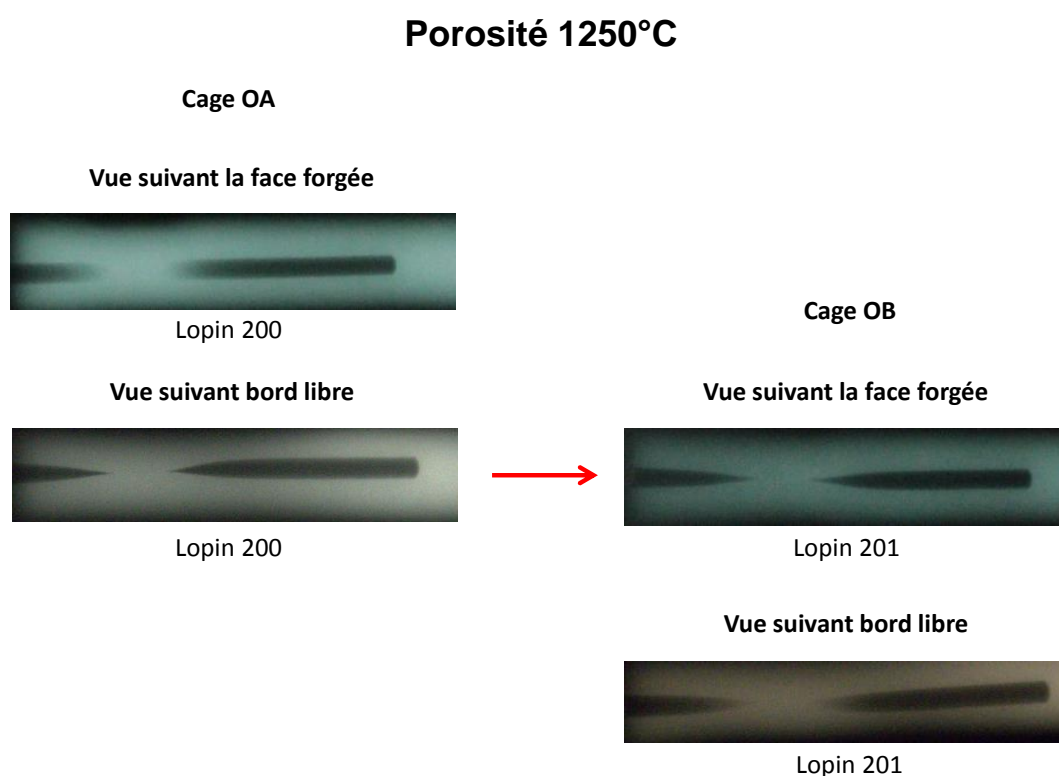 Porosité 1250°C
Cage OA
Vue suivant la face forgée
Lopin 200
Vue suivant bord libre
Lopin 200
Cage OB
Vue suivant la face forgée
Lopin 201
Vue suivant bord libre
Lopin 201